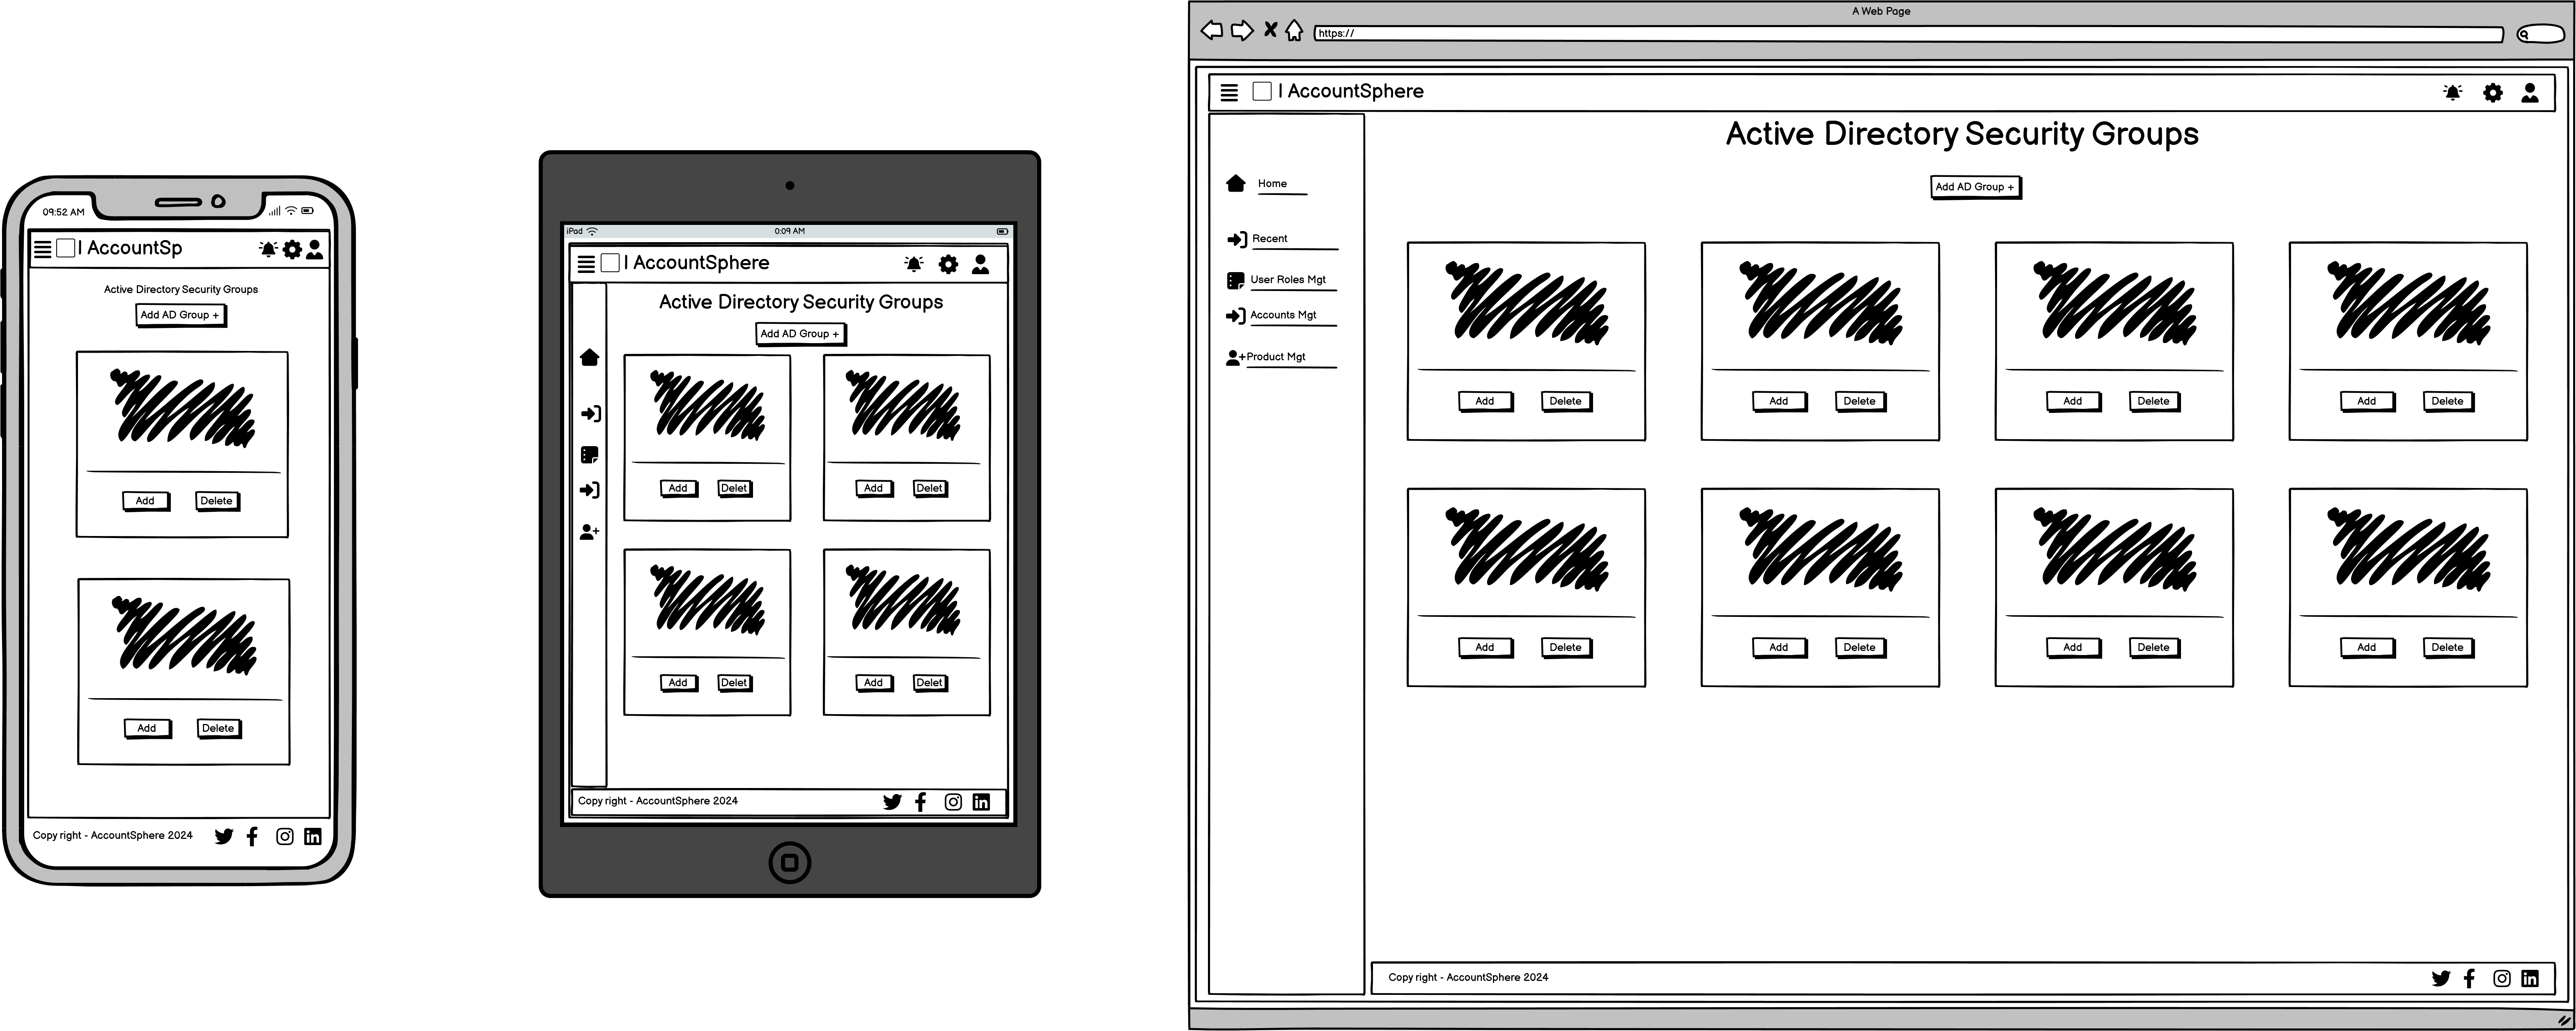 09:52 AM
| AccountSp
Active Directory Security Groups
Add AD Group +
Add Delete
Add Delete
Copy right - AccountSphere 2024
iPad 0:09 AM
| AccountSphere
Active Directory Security Groups
Add AD Group +
Add Delet Add Delet
Add Delet Add Delet
Copy right - AccountSphere 2024
A Web Page
https://
| AccountSphere
Active Directory Security Groups
Home
Add AD Group +
Recent
User Roles Mgt
Accounts Mgt
Product Mgt
Add Delete Add Delete Add Delete Add Delete
Add Delete Add Delete Add Delete Add Delete
Copy right - AccountSphere 2024